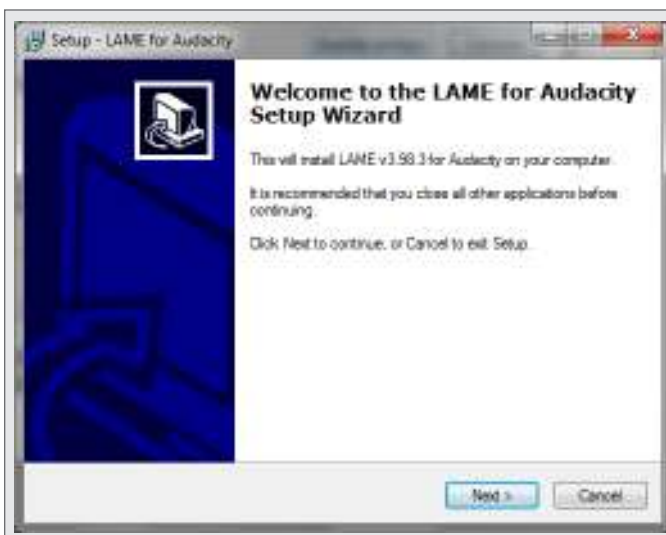 Setup - LAME for Audacity
Welcome to the LAME for Audacity
Setup Wizard
This will install LAME v3.98.3 for Audacity on your computer.
It is recommended that you close all other applications before
continuing.
Click Next to continue, or Cancel to exit Setup.
Next >
Cancel